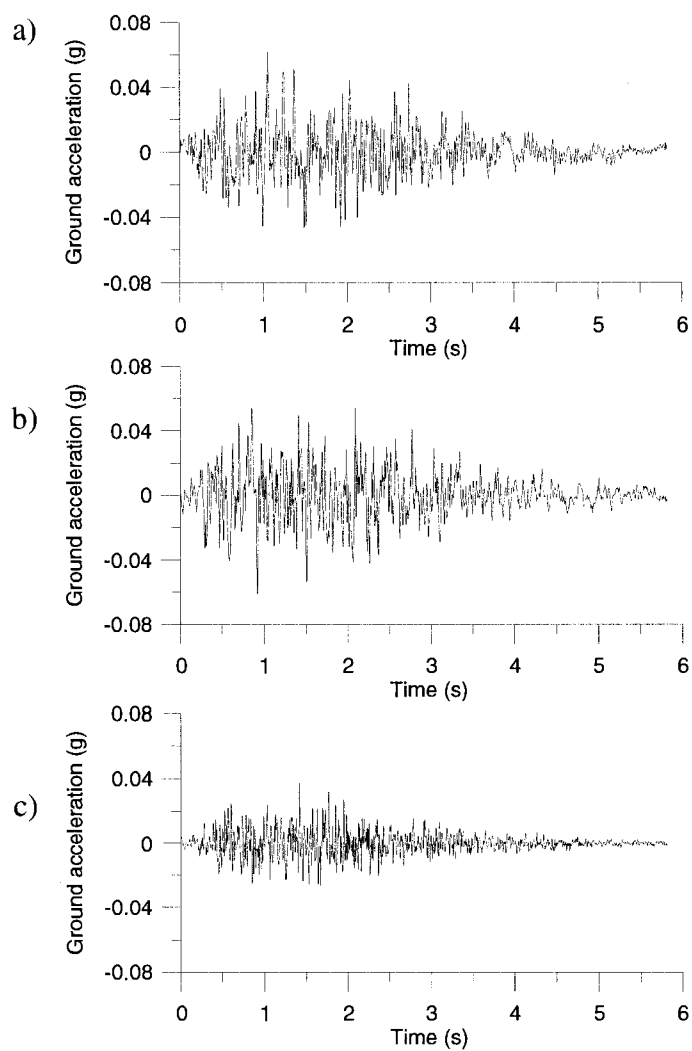 a)
Ground acceleration (g)
0.08
0.04
0
-0.04
-0.08
0 1 2 3 4 5 6
Time (s)
b)
Ground acceleration (g)
0.08
0.04
0
-0.04
-0.08
0 1 2 3 4 5 6
Time (s)
c)
Ground acceleration (g)
0.08
0.04
0
-0.04
-0.08
0 1 2 3 4 5 6
Time (s)